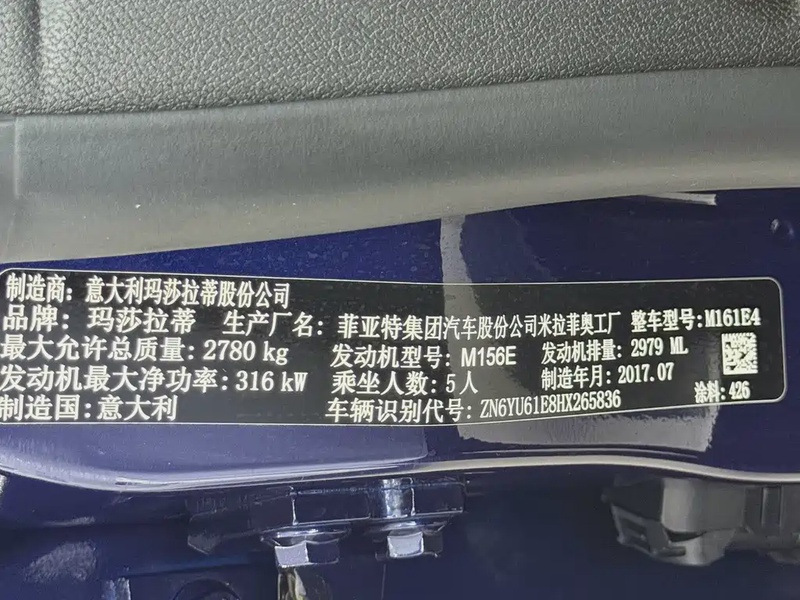 制造商: 意大利玛莎拉蒂股份公司
品牌: 玛莎拉蒂 生产厂名: 菲亚特集团汽车股份公司米拉菲奥工厂 整车型号: M161E4
最大允许总质量: 2780 kg 发动机型号: M156E 发动机排量: 2979 ML
发动机最大净功率: 316 kW 乘坐人数: 5人 制造年月: 2017.07
制造国: 意大利 车辆识别代号: ZN6YU61E8HX265836 涂料: 426